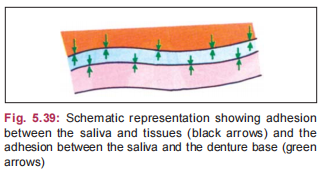 Fig. 5.39: Schematic representation showing adhesion
between the saliva and tissues (black arrows) and the
adhesion between the saliva and the denture base (green
arrows)